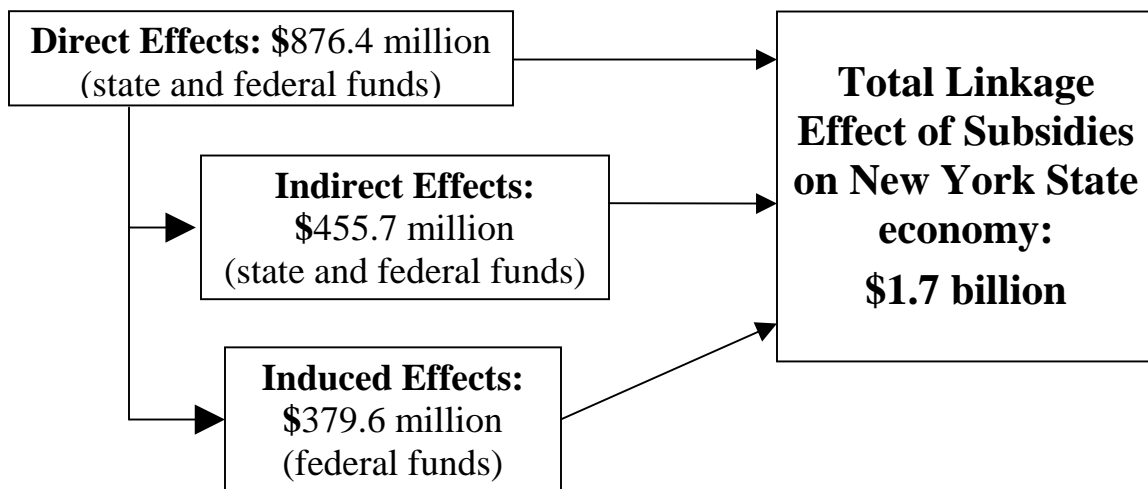 Direct Effects: $876.4 million
(state and federal funds)
Indirect Effects:
$455.7 million
(state and federal funds)
Induced Effects:
$379.6 million
(federal funds)
Total Linkage
Effect of Subsidies
on New York State
economy:
$1.7 billion